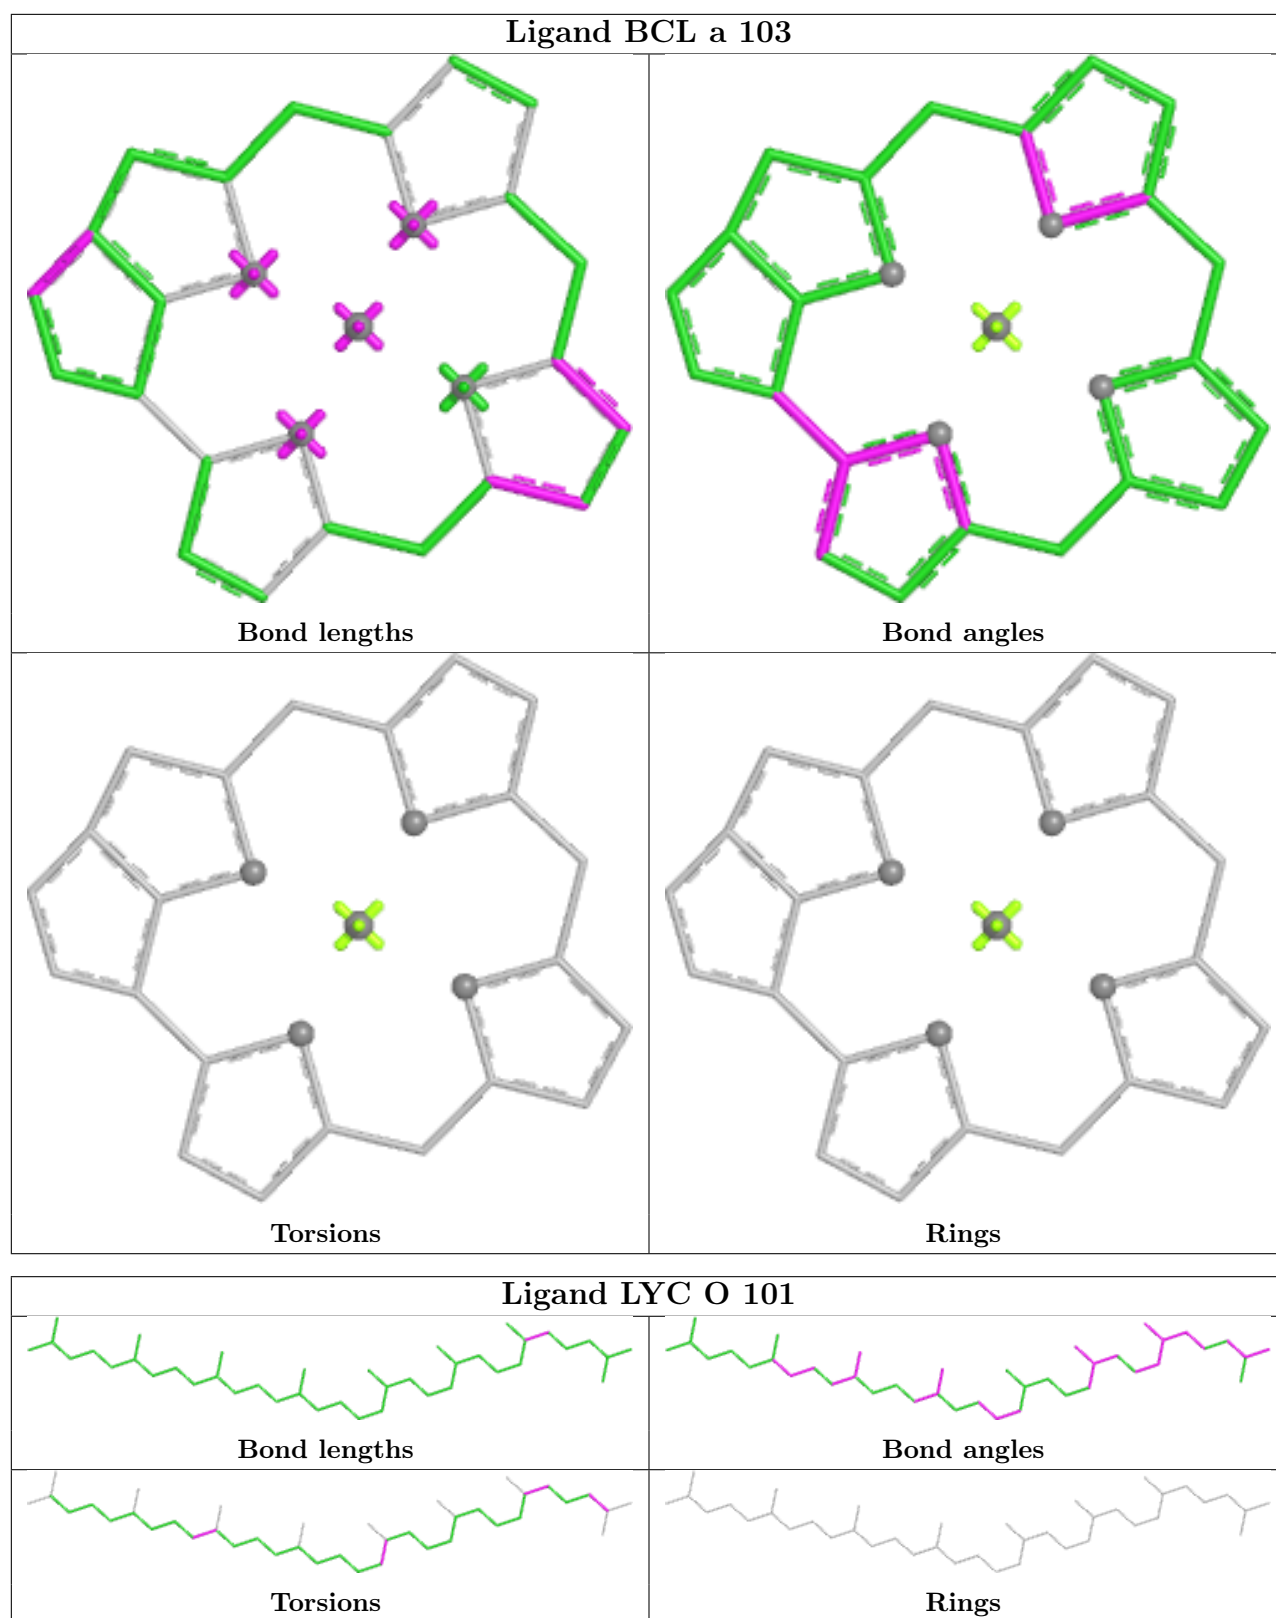 Ligand BCL a 103
Bond lengths
Bond angles
Torsions
Rings
Ligand LYC O 101
Bond lengths
Bond angles
Torsions
Rings